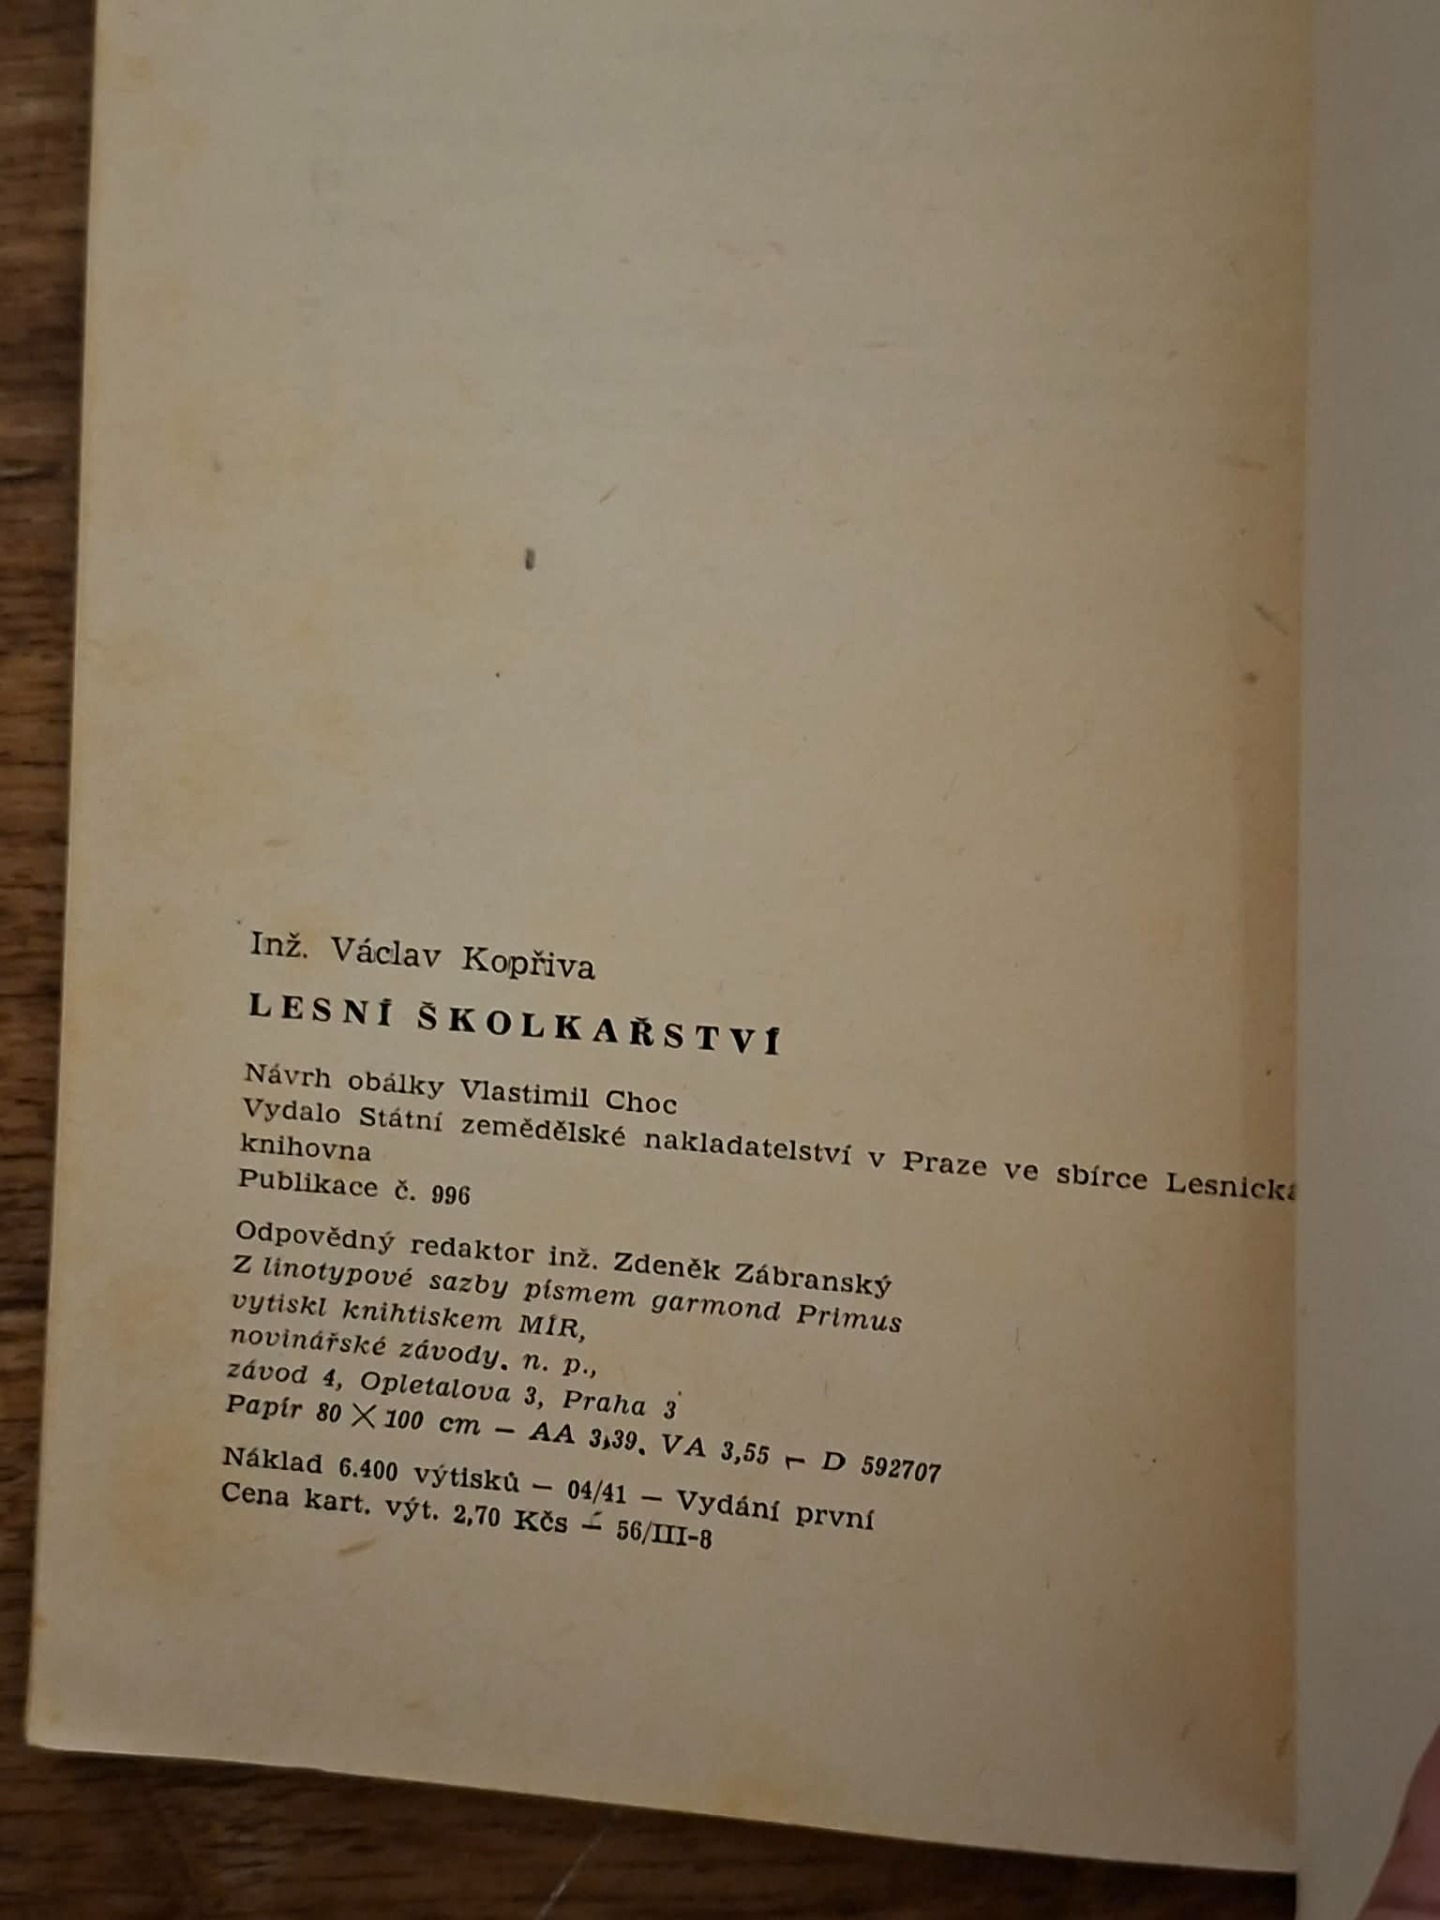 Inž. Václav Kopřiva
LESNÍ ŠKOLKAŘSTVÍ
Návrh obálky Vlastimil Choc
Vydalo Státní zemědělské nakladatelství v Praze ve sbírce Lesnická
knihovna
Publikace č. 996
Odpovědný redaktor inž. Zdeněk Zábranský
Z linotypové sazby písmem garmond Primus
vytiskl knihtiskem MÍR,
novinářské závody. n. p.,
závod 4, Opletalova 3, Praha 3
Papír 80 × 100 cm — AA 3,39. VA 3,55 — D 592707
Náklad 6.400 výtisků — 04/41 — Vydání první
Cena kart. výt. 2,70 Kčs — 56/III-8